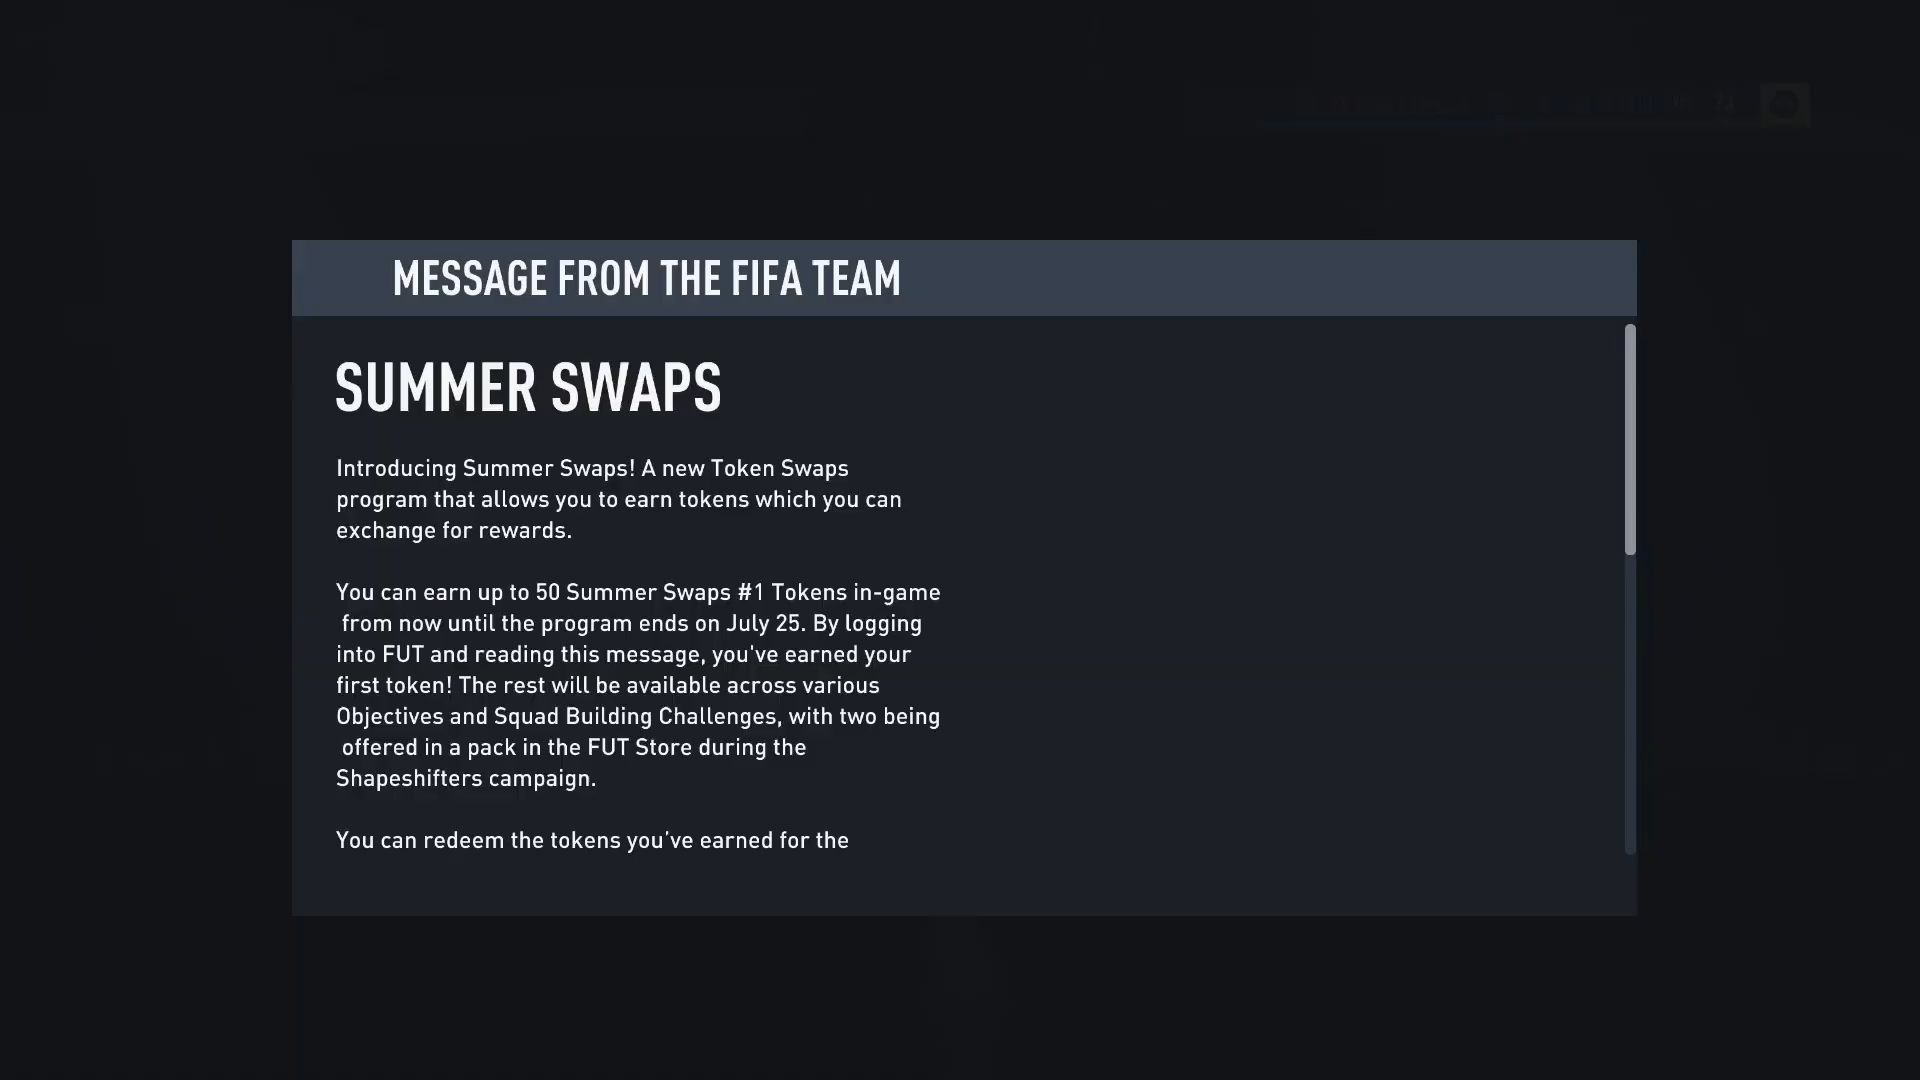 MESSAGE FROM THE FIFA TEAM
SUMMER SWAPS
Introducing Summer Swaps! A new Token Swaps
program that allows you to earn tokens which you can
exchange for rewards.
You can earn up to 50 Summer Swaps #1 Tokens in-game
from now until the program ends on July 25. By logging
into FUT and reading this message, you've earned your
first token! The rest will be available across various
Objectives and Squad Building Challenges, with two being
offered in a pack in the FUT Store during the
Shapeshifters campaign.
You can redeem the tokens you’ve earned for the